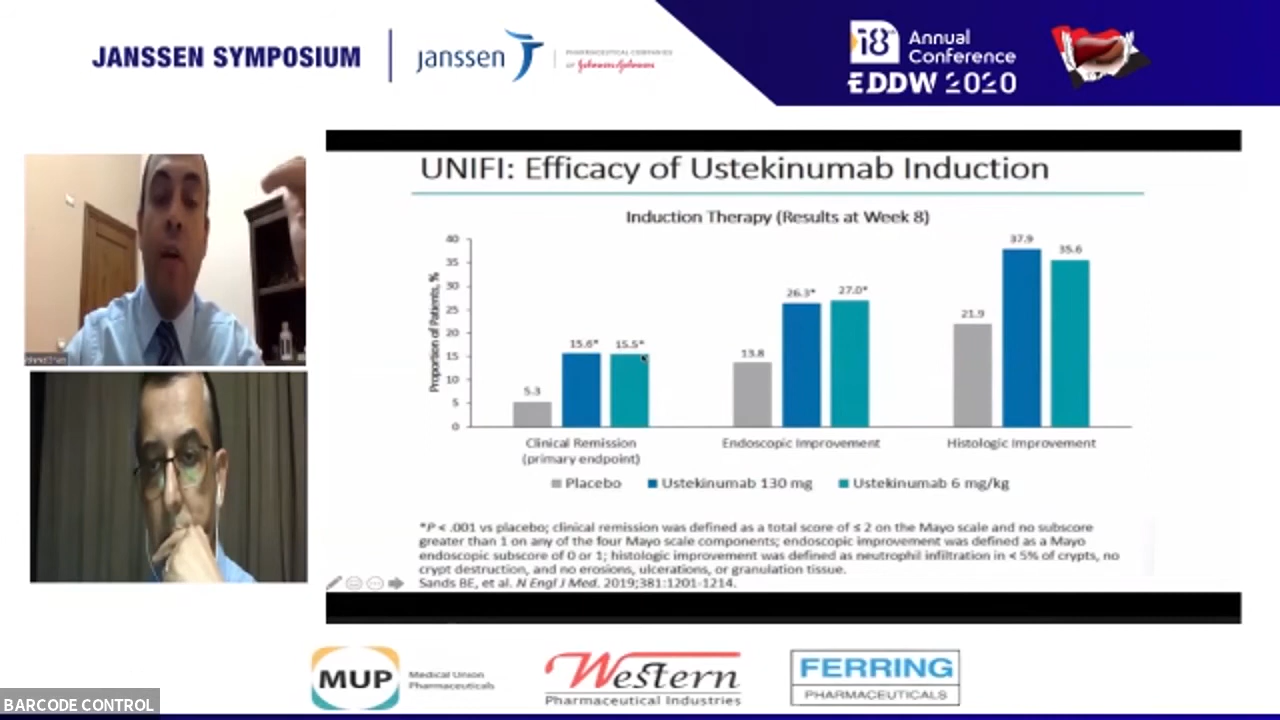 JANSSEN SYMPOSIUM
janssen
PHARMACEUTICAL COMPANIES
OF Johnson & Johnson
18th Annual
Conference
EDDW 2020
UNIFI: Efficacy of Ustekinumab Induction
Induction Therapy (Results at Week 8)
Proportion of Patients, %
40
35
30
25
20
15
10
5
0
5.3
15.6*
15.5*
13.8
26.3*
27.0*
21.9
37.9
35.6
Clinical Remission
(primary endpoint)
Endoscopic Improvement
Histologic Improvement
Placebo
Ustekinumab 130 mg
Ustekinumab 6 mg/kg
*P < .001 vs placebo; clinical remission was defined as a total score of ≤ 2 on the Mayo scale and no subscore
greater than 1 on any of the four Mayo scale components; endoscopic improvement was defined as a Mayo
endoscopic subscore of 0 or 1; histologic improvement was defined as neutrophil infiltration in < 5% of crypts, no
crypt destruction, and no erosions, ulcerations, or granulation tissue.
Sands BE, et al. N Engl J Med. 2019;381:1201-1214.
MUP
Medical Union
Pharmaceuticals
Western
Pharmaceutical Industries
FERRING
PHARMACEUTICALS
BARCODE CONTROL